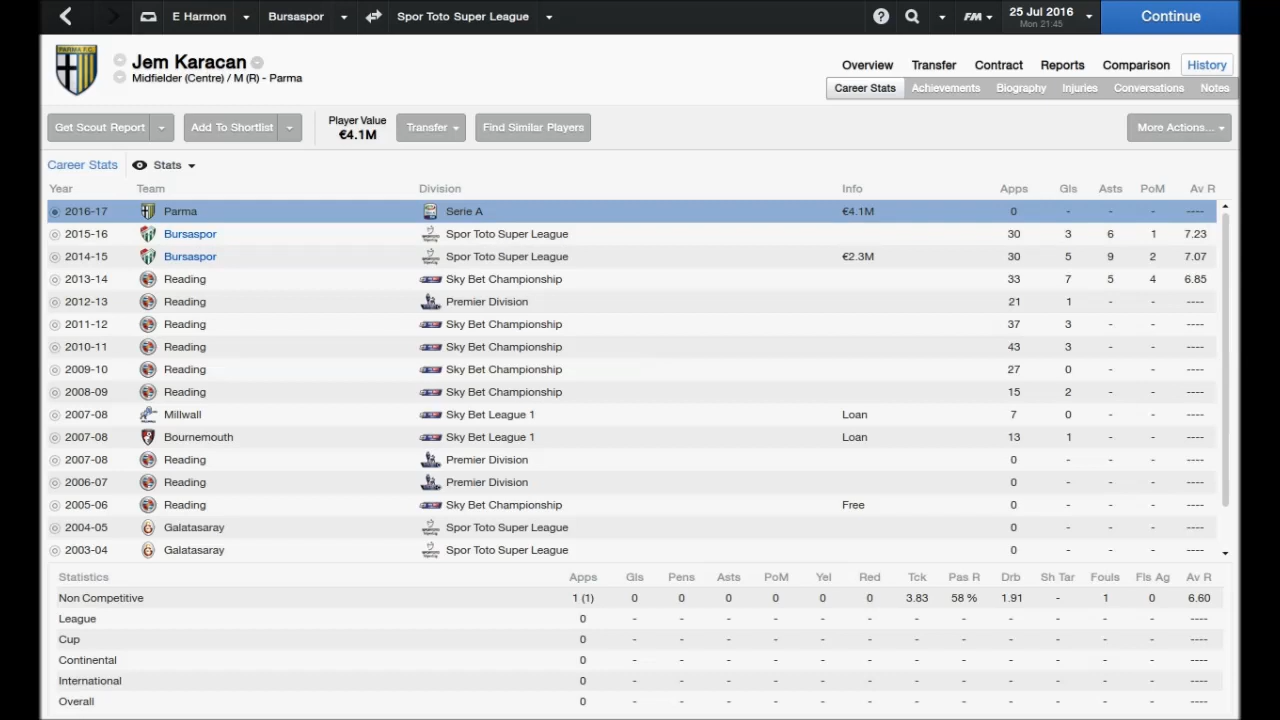 E Harmon Bursaspor Spor Toto Super League ? FM 25 Jul 2016 Continue
Mon 21:45
PARMA F.C.
Jem Karacan
Midfielder (Centre) / M (R) - Parma
Overview Transfer Contract Reports Comparison History
Career Stats Achievements Biography Injuries Conversations Notes
Get Scout Report Add To Shortlist Player Value €4.1M Transfer Find Similar Players More Actions...
Career Stats Stats
Year Team Division Info Apps Gls Asts PoM Av R
2016-17 Parma Serie A €4.1M 0 - - - ----
2015-16 Bursaspor Spor Toto Super League 30 3 6 1 7.23
2014-15 Bursaspor Spor Toto Super League €2.3M 30 5 9 2 7.07
2013-14 Reading Sky Bet Championship 33 7 5 4 6.85
2012-13 Reading Premier Division 21 1 - - ----
2011-12 Reading Sky Bet Championship 37 3 - - ----
2010-11 Reading Sky Bet Championship 43 3 - - ----
2009-10 Reading Sky Bet Championship 27 0 - - ----
2008-09 Reading Sky Bet Championship 15 2 - - ----
2007-08 Millwall Sky Bet League 1 Loan 7 0 - - ----
2007-08 Bournemouth Sky Bet League 1 Loan 13 1 - - ----
2007-08 Reading Premier Division 0 - - - ----
2006-07 Reading Premier Division 0 - - - ----
2005-06 Reading Sky Bet Championship Free 0 - - - ----
2004-05 Galatasaray Spor Toto Super League 0 - - - ----
2003-04 Galatasaray Spor Toto Super League 0 - - - ----
Statistics Apps Gls Pens Asts PoM Yel Red Tck Pas R Drb Sh Tar Fouls Fls Ag Av R
Non Competitive 1 (1) 0 0 0 0 0 0 3.83 58 % 1.91 - 1 0 6.60
League 0 - - - - - - - - - - - - ----
Cup 0 - - - - - - - - - - - - ----
Continental 0 - - - - - - - - - - - - ----
International 0 - - - - - - - - - - - - ----
Overall 0 - - - - - - - - - - - - ----